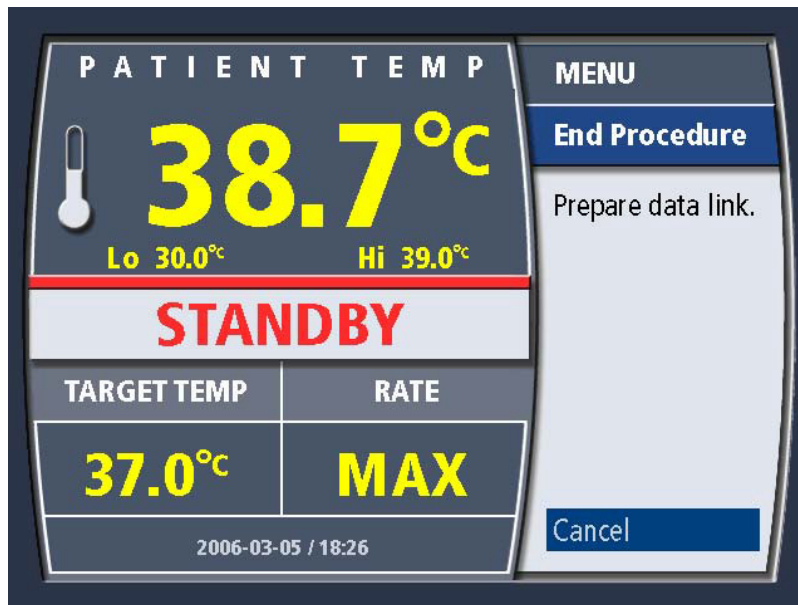 PATIENT TEMP
38.7°C
Lo 30.0°C Hi 39.0°C
STANDBY
TARGET TEMP RATE
37.0°C MAX
2006-03-05 / 18:26
MENU
End Procedure
Prepare data link.
Cancel